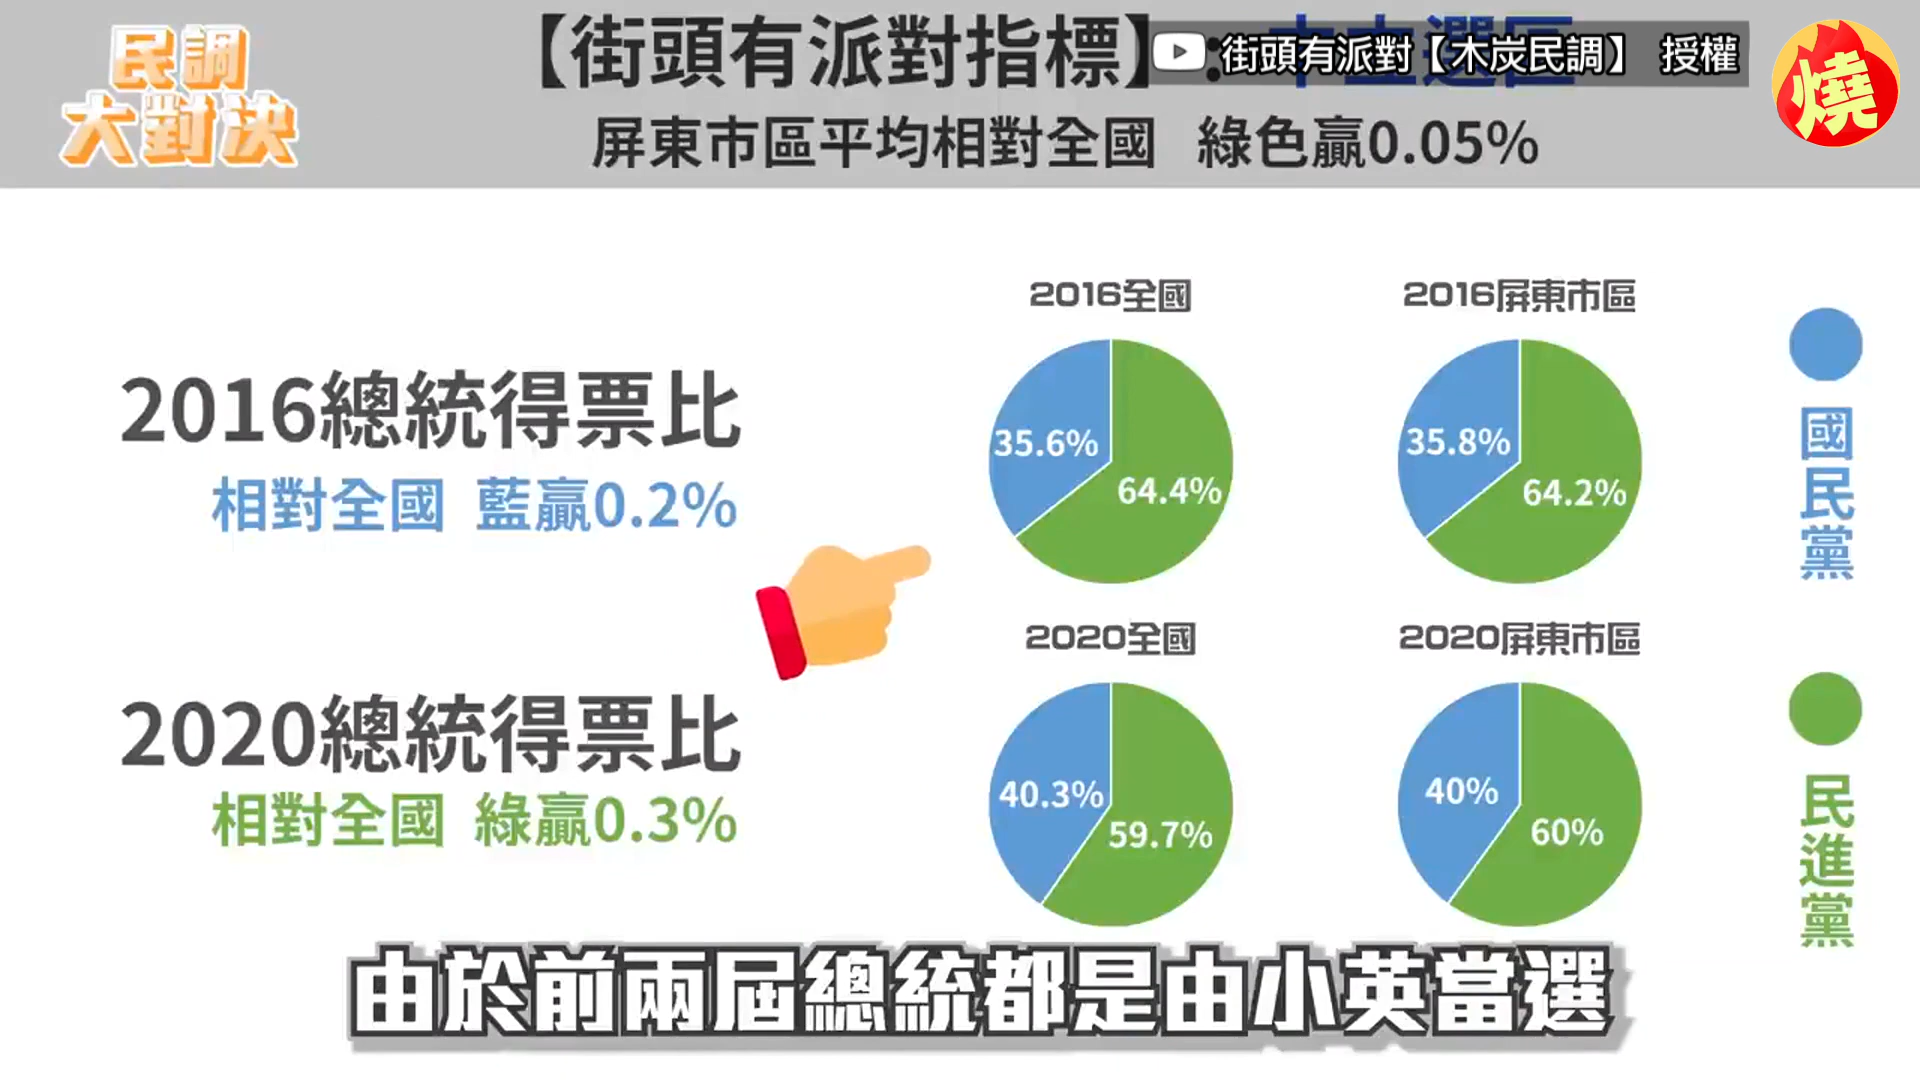 民調
大對決
【街頭有派對指標】:中立選區
街頭有派對【木炭民調】 授權
燒
屏東市區平均相對全國 綠色贏0.05%
2016總統得票比
相對全國 藍贏0.2%
2016全國
35.6%
64.4%
2016屏東市區
35.8%
64.2%
國民黨
2020總統得票比
相對全國 綠贏0.3%
2020全國
40.3%
59.7%
2020屏東市區
40%
60%
民進黨
由於前兩屆總統都是由小英當選